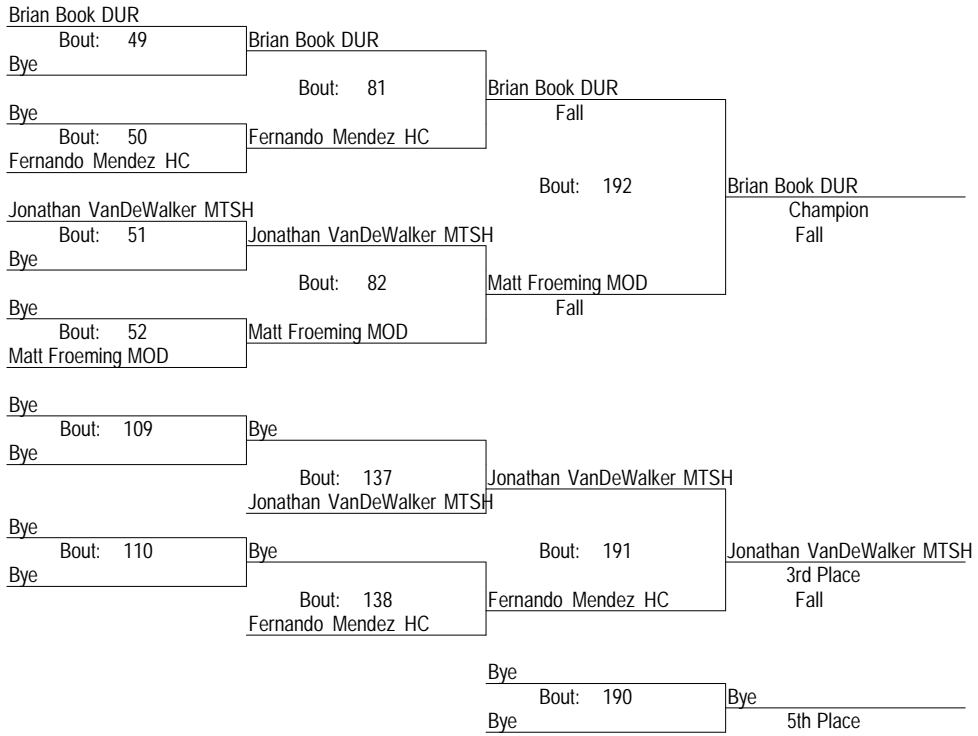 Brian Book DUR
Bout: 49 Brian Book DUR
Bye
Bout: 81 Brian Book DUR
Bye Fall
Bout: 50 Fernando Mendez HC
Fernando Mendez HC
Bout: 192 Brian Book DUR
Jonathan VanDeWalker MTSH Champion
Bout: 51 Jonathan VanDeWalker MTSH Fall
Bye
Bout: 82 Matt Froeming MOD
Bye Fall
Bout: 52 Matt Froeming MOD
Matt Froeming MOD
Bye
Bout: 109 Bye
Bye
Bout: 137 Jonathan VanDeWalker MTSH
Jonathan VanDeWalker MTSH
Bye
Bout: 110 Bye Bout: 191 Jonathan VanDeWalker MTSH
Bye 3rd Place
Bout: 138 Fernando Mendez HC Fall
Fernando Mendez HC
Bye
Bout: 190 Bye
Bye 5th Place